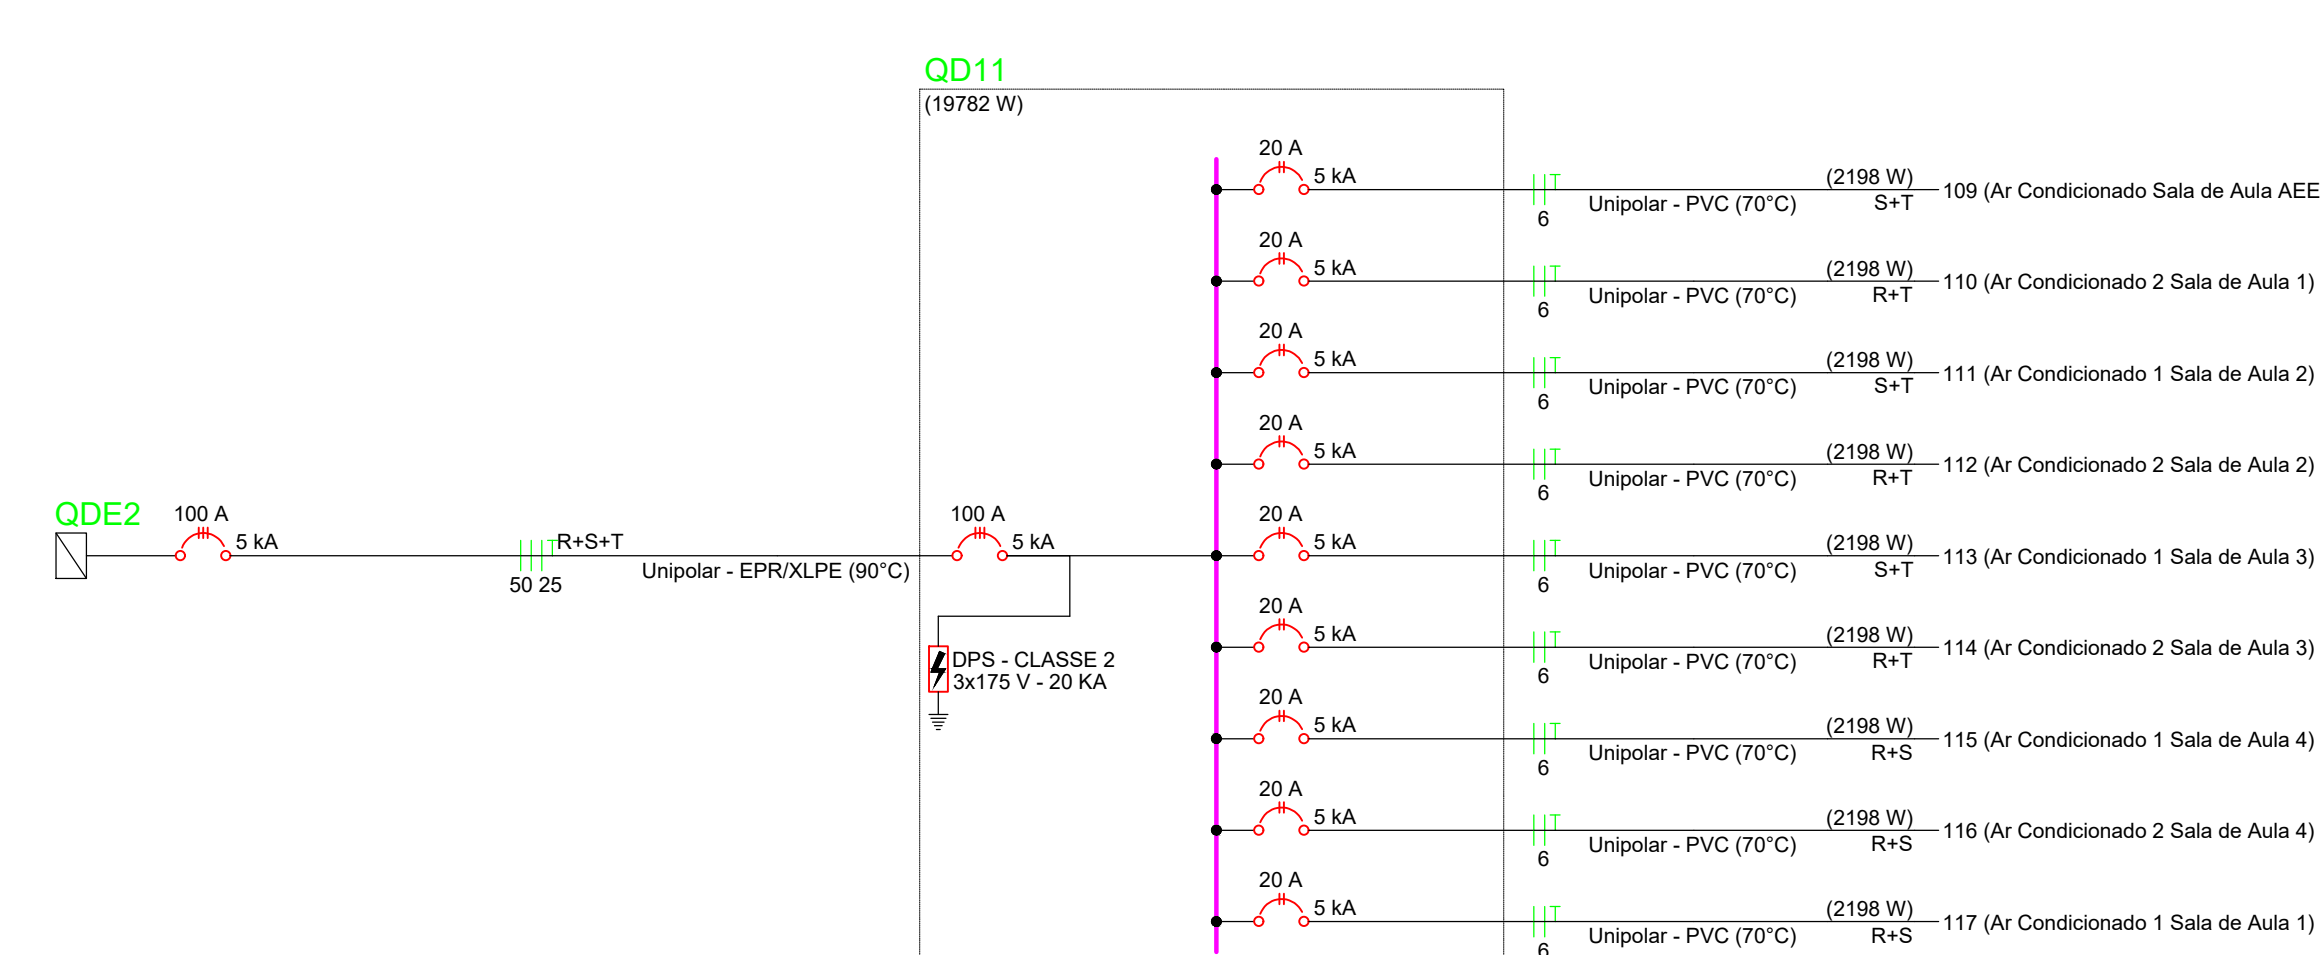 QD11
(19782 W)
20 A
5 kA
6
Unipolar - PVC (70°C)
(2198 W)
S+T
109 (Ar Condicionado Sala de Aula AEE
20 A
5 kA
6
Unipolar - PVC (70°C)
(2198 W)
R+T
110 (Ar Condicionado 2 Sala de Aula 1)
20 A
5 kA
6
Unipolar - PVC (70°C)
(2198 W)
S+T
111 (Ar Condicionado 1 Sala de Aula 2)
20 A
5 kA
6
Unipolar - PVC (70°C)
(2198 W)
R+T
112 (Ar Condicionado 2 Sala de Aula 2)
QDE2
100 A
5 kA
T
R+S+T
50 25
Unipolar - EPR/XLPE (90°C)
100 A
5 kA
20 A
5 kA
6
Unipolar - PVC (70°C)
(2198 W)
S+T
113 (Ar Condicionado 1 Sala de Aula 3)
DPS - CLASSE 2
3x175 V - 20 KA
20 A
5 kA
6
Unipolar - PVC (70°C)
(2198 W)
R+T
114 (Ar Condicionado 2 Sala de Aula 3)
20 A
5 kA
6
Unipolar - PVC (70°C)
(2198 W)
R+S
115 (Ar Condicionado 1 Sala de Aula 4)
20 A
5 kA
6
Unipolar - PVC (70°C)
(2198 W)
R+S
116 (Ar Condicionado 2 Sala de Aula 4)
20 A
5 kA
6
Unipolar - PVC (70°C)
(2198 W)
R+S
117 (Ar Condicionado 1 Sala de Aula 1)